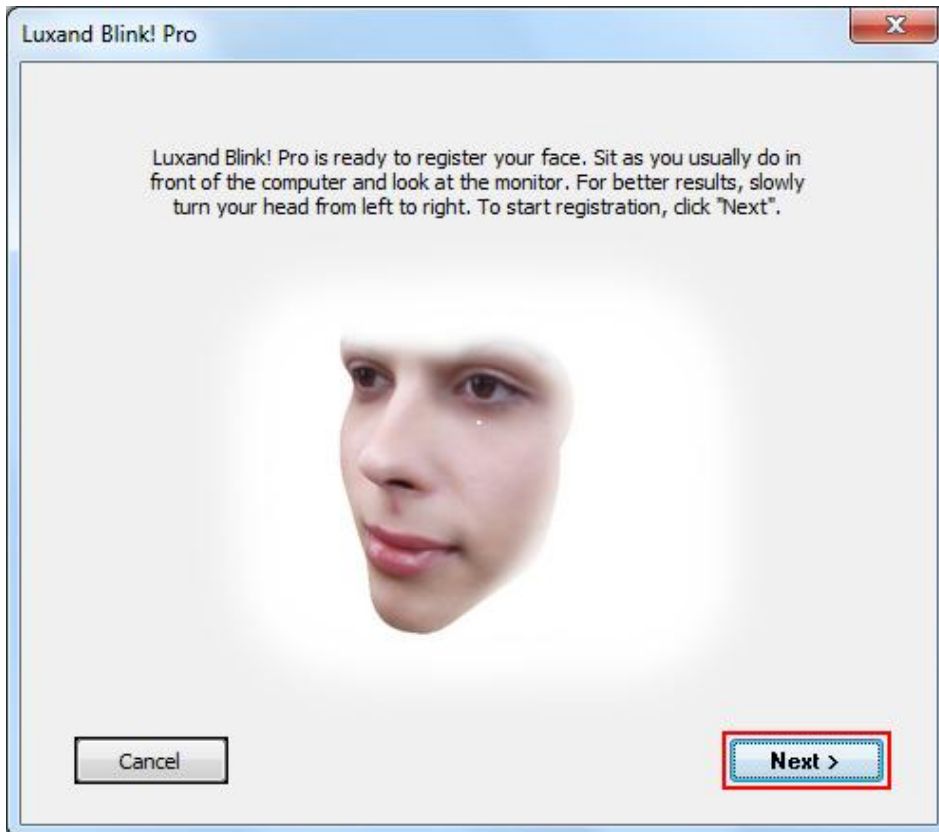 Luxand Blink! Pro
X
Luxand Blink! Pro is ready to register your face. Sit as you usually do in
front of the computer and look at the monitor. For better results, slowly
turn your head from left to right. To start registration, click "Next".
Cancel
Next >